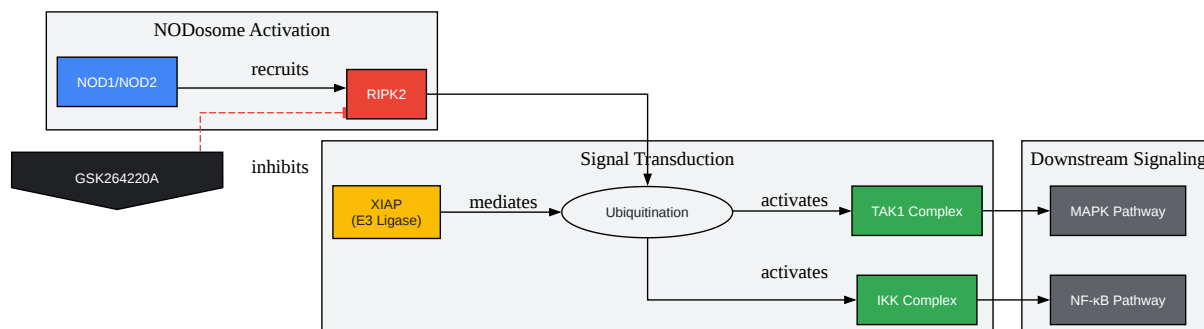 NODosome Activation
NOD1/NOD2
recruits
RIPK2
GSK264220A
inhibits
Signal Transduction
XIAP
(E3 Ligase)
mediates
Ubiquitination
activates
TAK1 Complex
activates
IKK Complex
Downstream Signaling
MAPK Pathway
NF-κB Pathway